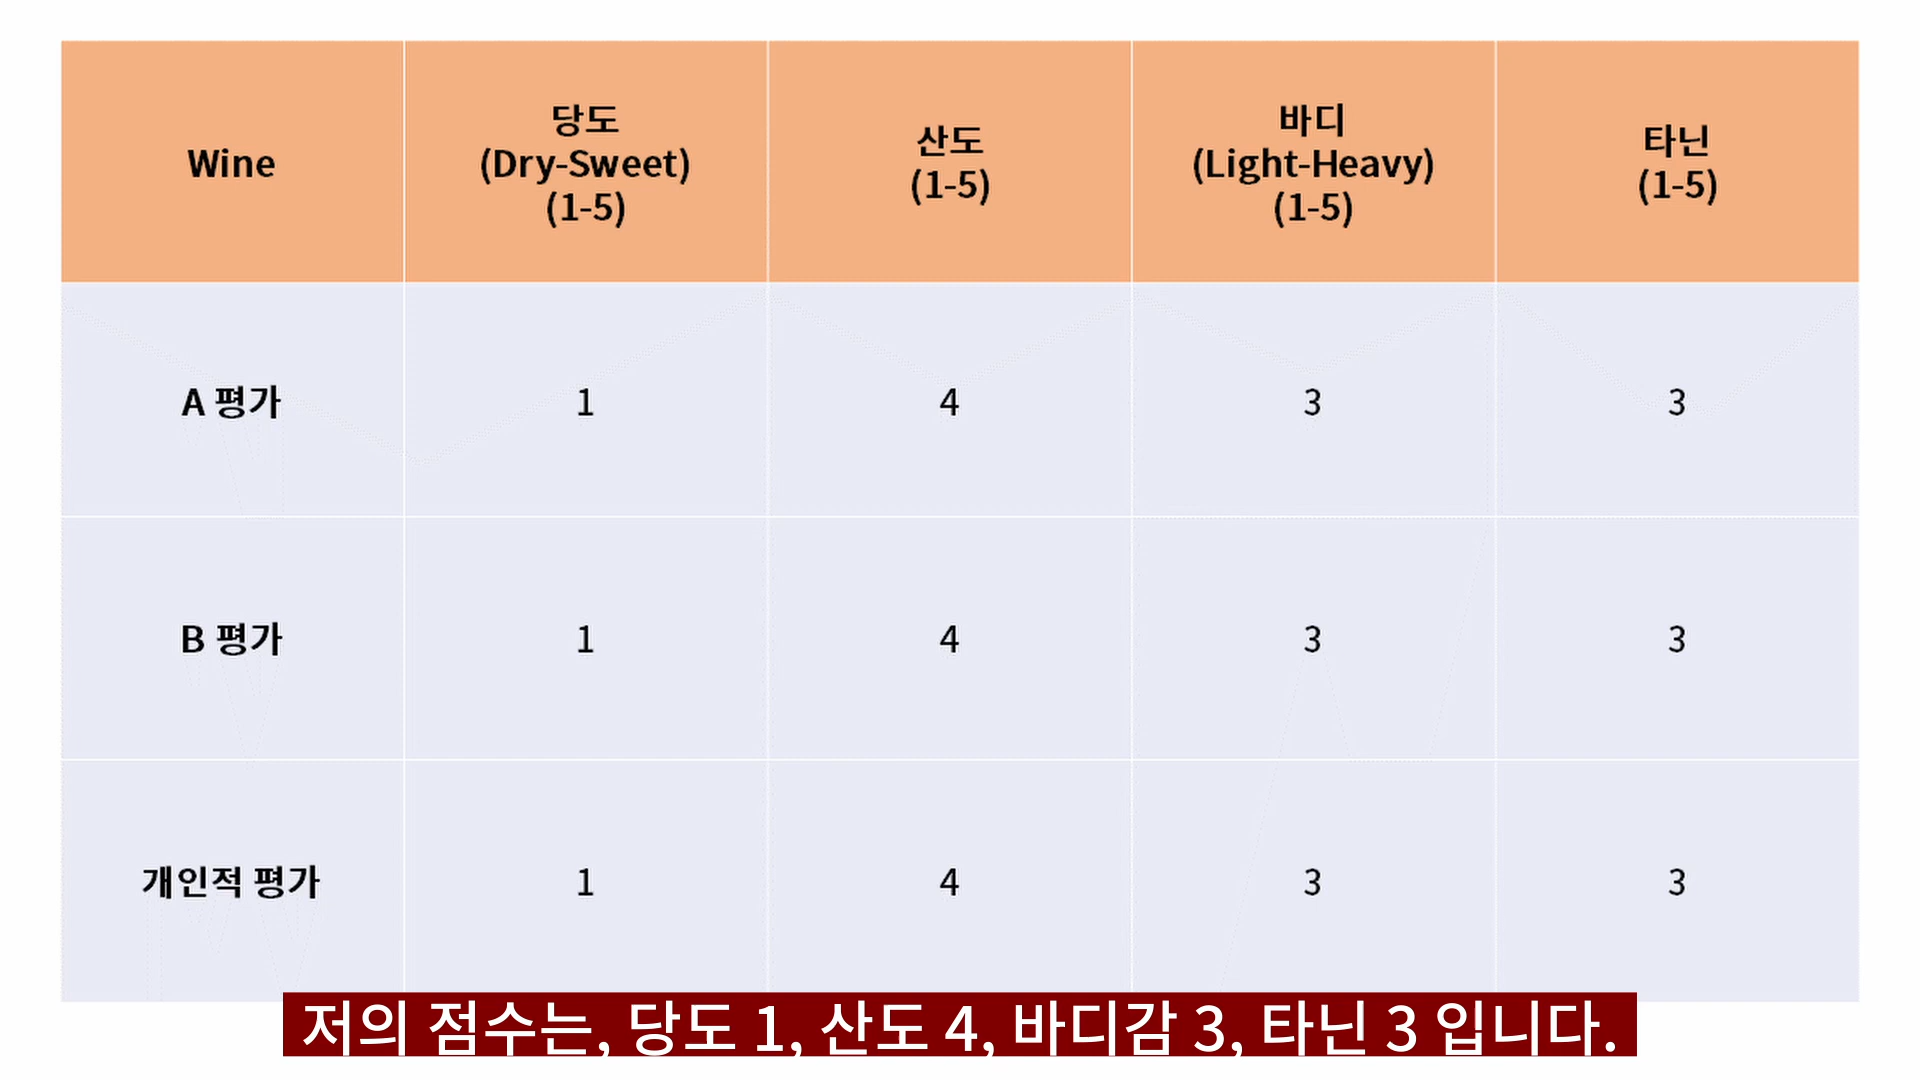 Wine
당도
(Dry-Sweet)
(1-5)
산도
(1-5)
바디
(Light-Heavy)
(1-5)
타닌
(1-5)
A 평가 1 4 3 3
B 평가 1 4 3 3
개인적 평가 1 4 3 3
저의 점수는, 당도 1, 산도 4, 바디감 3, 타닌 3 입니다.